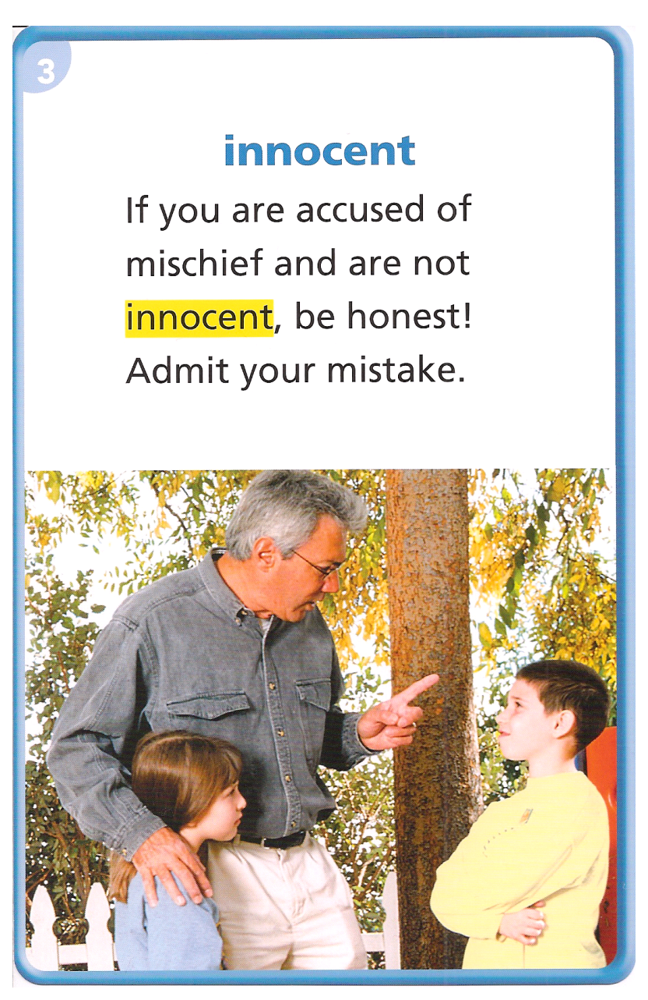 3
innocent
If you are accused of
mischief and are not
innocent, be honest!
Admit your mistake.